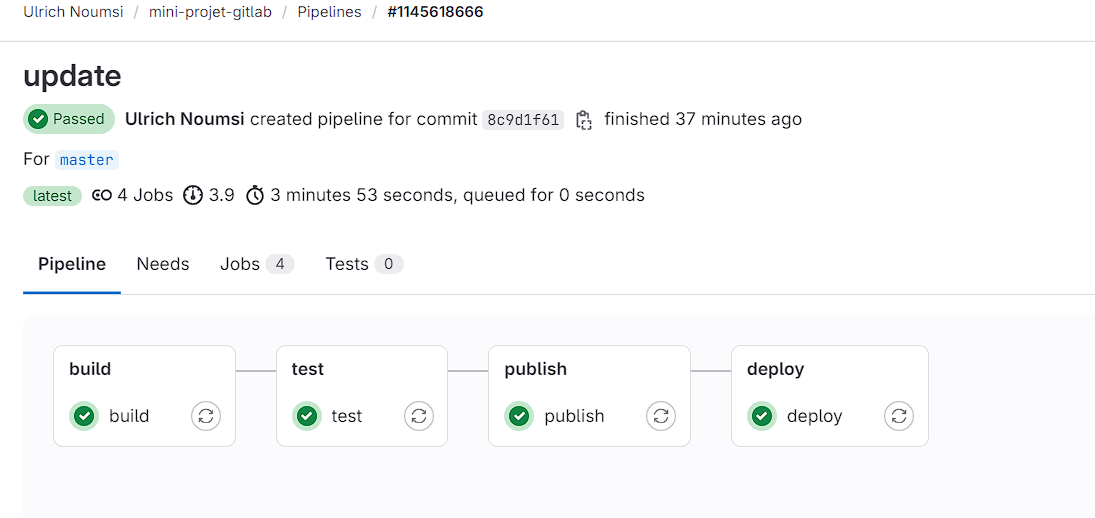 Ulrich Noumsi / mini-projet-gitlab / Pipelines / #1145618666
update
Passed Ulrich Noumsi created pipeline for commit 8c9d1f61 finished 37 minutes ago
For master
latest 4 Jobs 3.9 3 minutes 53 seconds, queued for 0 seconds
Pipeline Needs Jobs 4 Tests 0
build test publish deploy
build test publish deploy